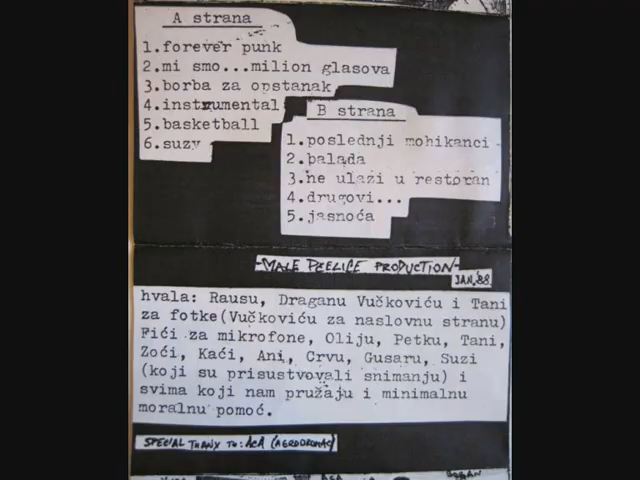 A strana
1.forever punk
2.mi smo...milion glasova
3.borba za opstanak
4.instrumental
5.basketball
6.suzy
B strana
1.poslednji mohikanci
2.balada
3.ne ulazi u restoran
4.drugovi...
5.jasnoća
-MALE PČELICE PRODUCTION-
JAN,'88
hvala: Rausu, Draganu Vučkoviću i Tani
za fotke(Vučkoviću za naslovnu stranu)
Fići za mikrofone, Oliju, Petku, Tani,
Zoći, Kaći, Ani,, Crvu, Gusaru, Suzi
(koji su prisustvovali snimanju) i
svima koji nam pružaju i minimalnu
moralnu pomoć.
SPECIAL THANX TO: ACA (AERODROMAC)